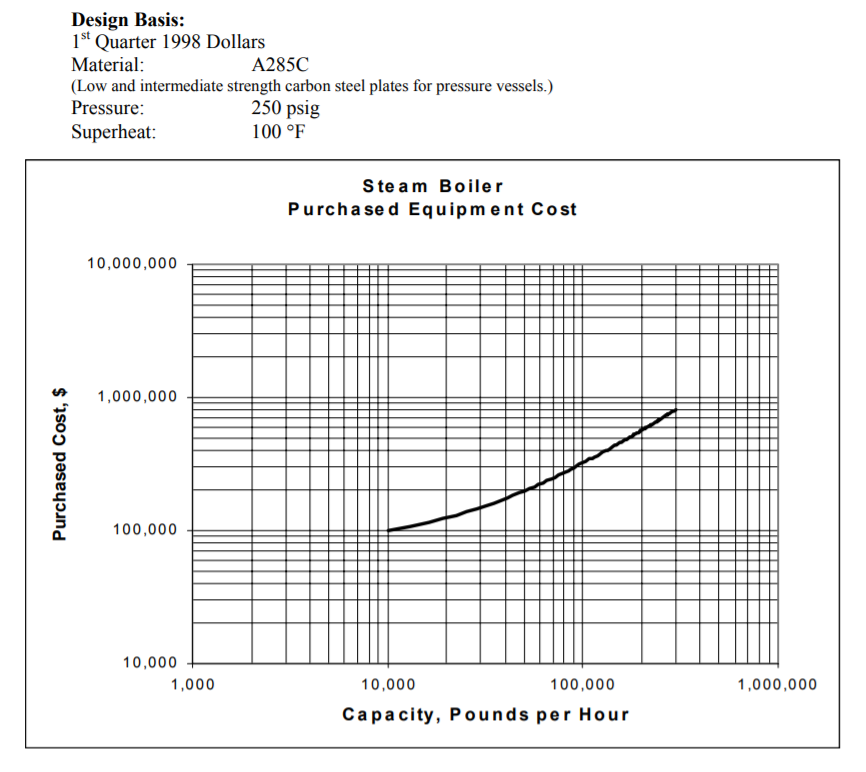 Design Basis:
1st Quarter 1998 Dollars
Material: A285C
(Low and intermediate strength carbon steel plates for pressure vessels.)
Pressure: 250 psig
Superheat: 100 °F
Steam Boiler
Purchased Equipment Cost
10,000,000
1,000,000
100,000
10,000
Purchased Cost, $
1,000 10,000 100,000 1,000,000
Capacity, Pounds per Hour